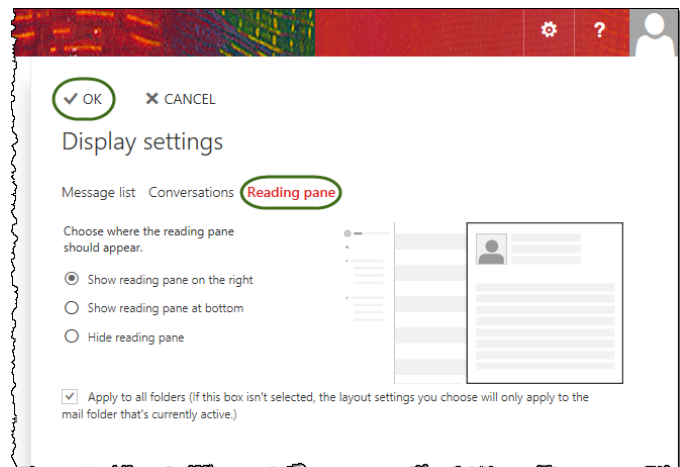 ?
OK CANCEL
Display settings
Message list Conversations Reading pane
Choose where the reading pane
should appear.
Show reading pane on the right
Show reading pane at bottom
Hide reading pane
Apply to all folders (If this box isn't selected, the layout settings you choose will only apply to the
mail folder that's currently active.)